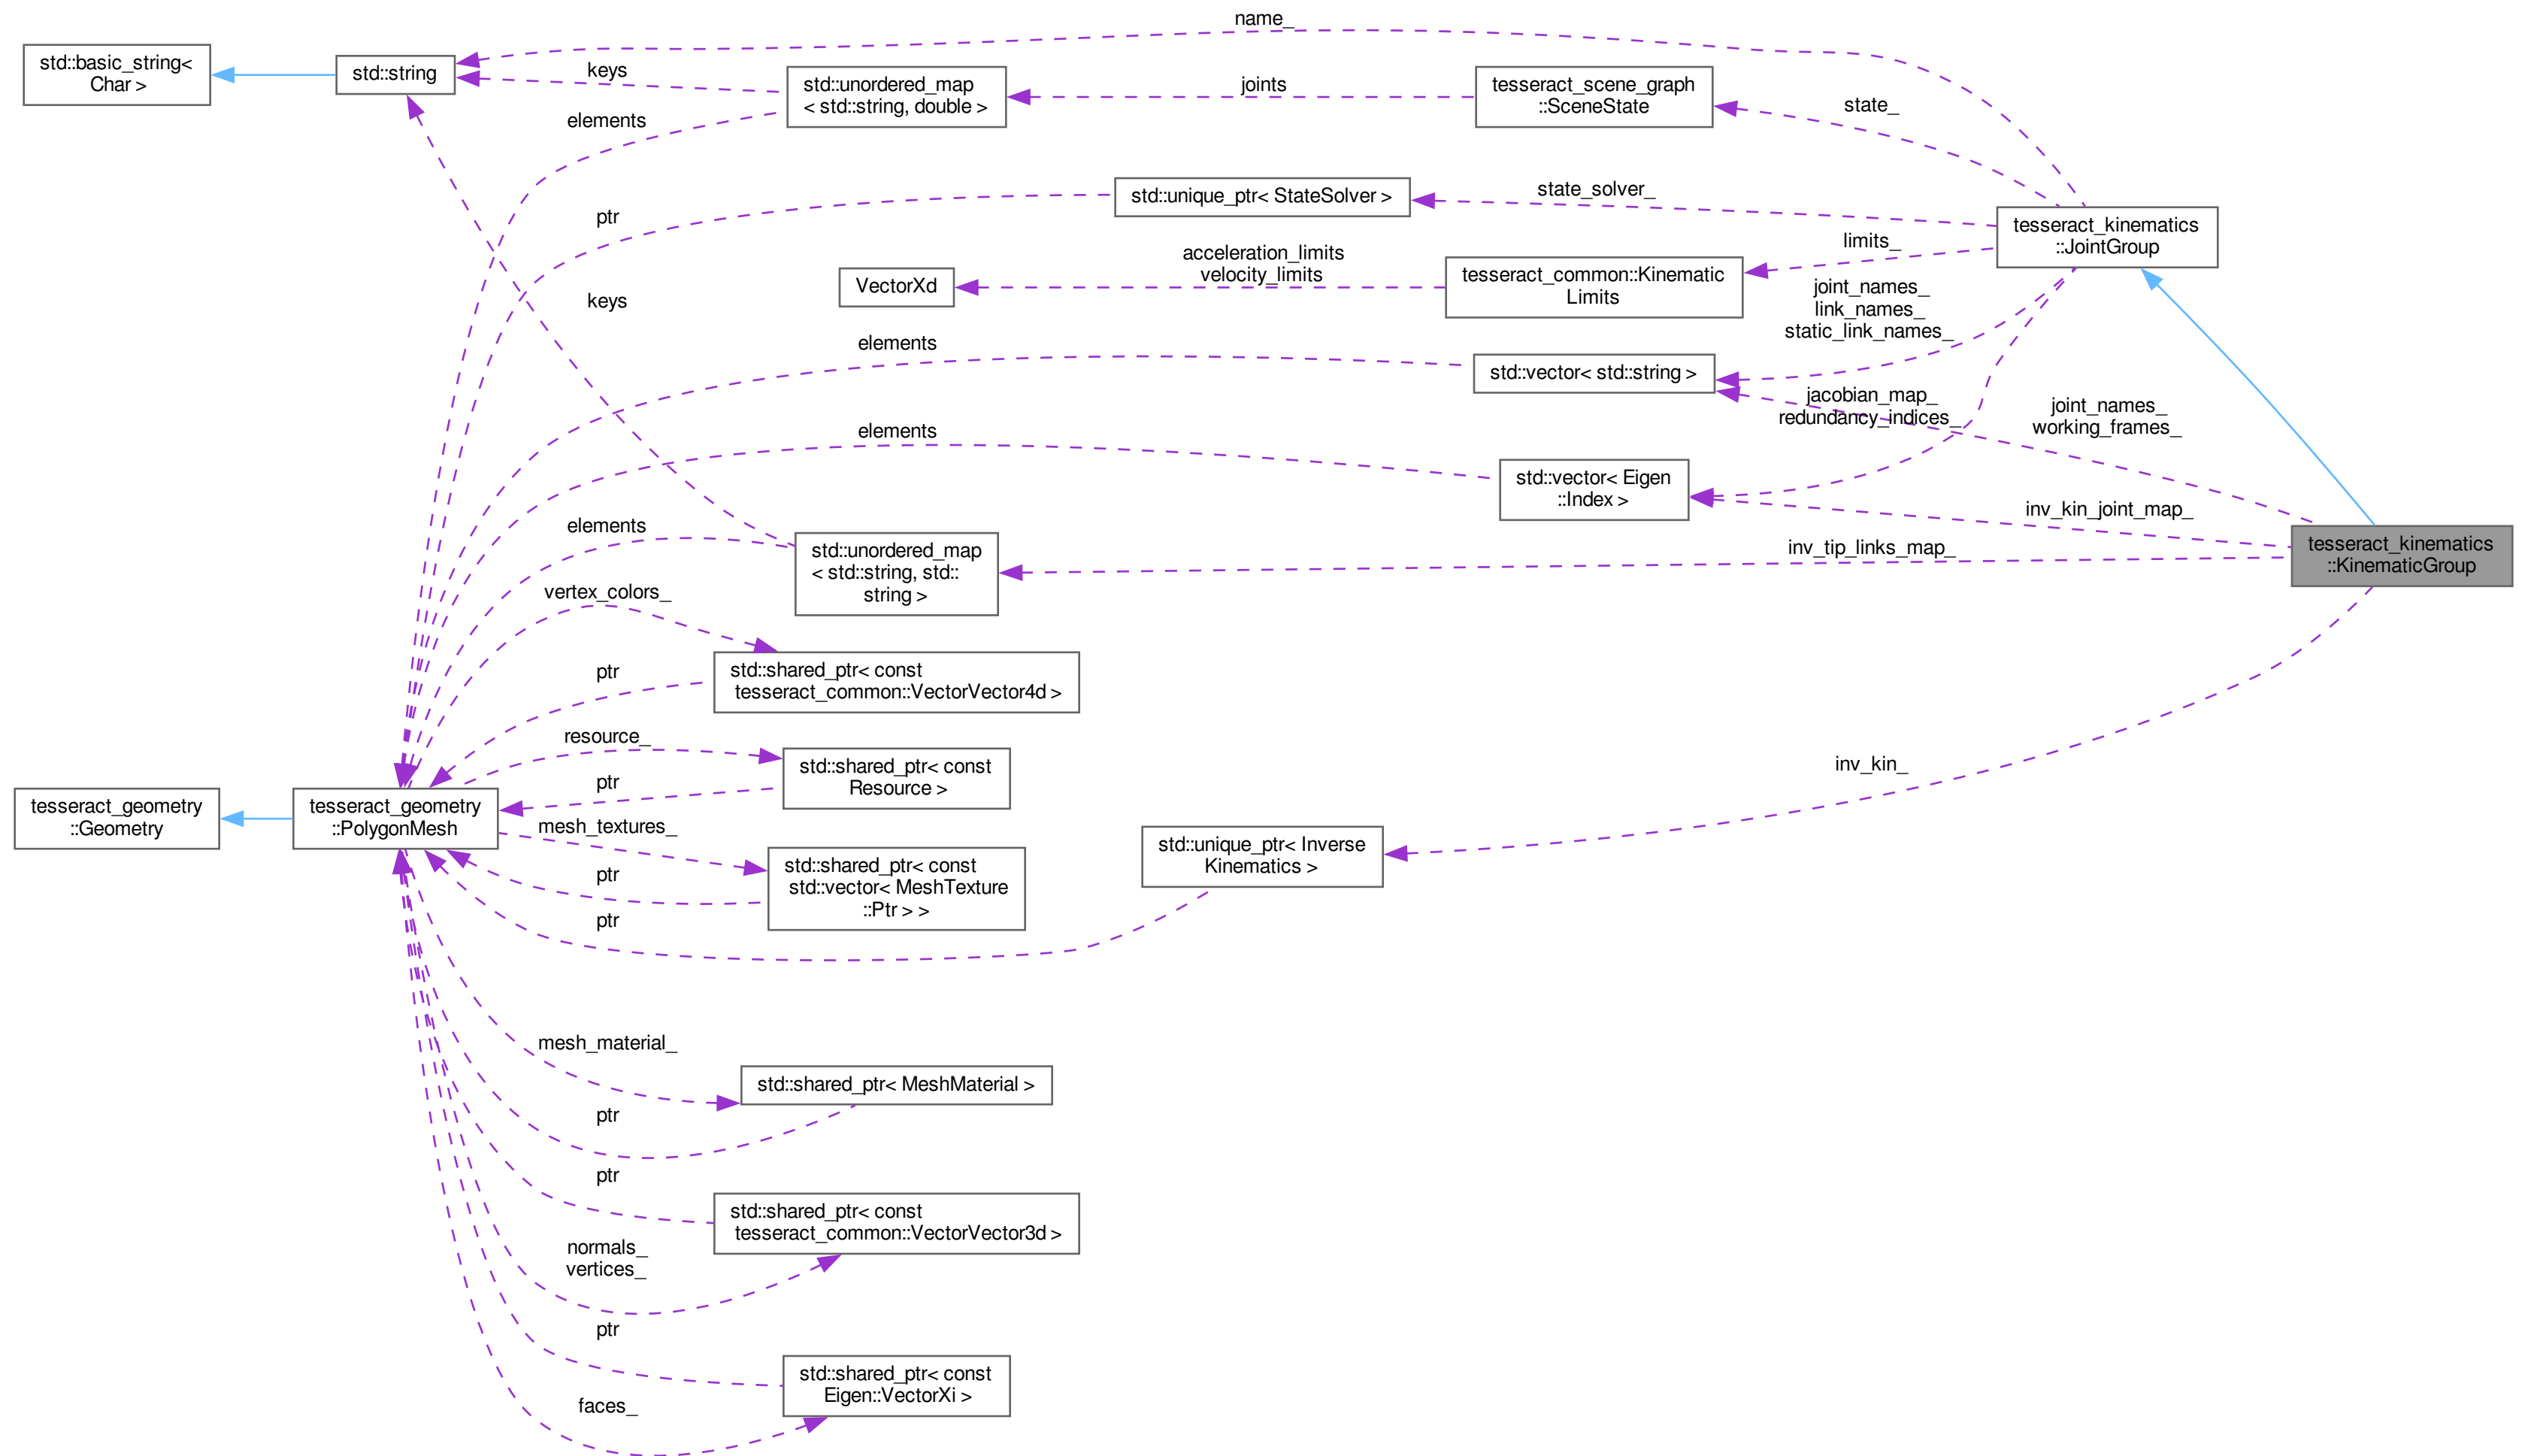 name_
std::basic_string<
Char >
std::string
keys
std::unordered_map
< std::string, double >
joints
tesseract_scene_graph
::SceneState
state_
elements
ptr
std::unique_ptr< StateSolver >
state_solver_
tesseract_kinematics
::JointGroup
limits_
acceleration_limits
velocity_limits
VectorXd
tesseract_common::Kinematic
Limits
keys
joint_names_
link_names_
static_link_names_
elements
std::vector< std::string >
jacobian_map_
redundancy_indices_
joint_names_
working_frames_
elements
std::vector< Eigen
::Index >
inv_kin_joint_map_
elements
std::unordered_map
< std::string, std::
string >
inv_tip_links_map_
tesseract_kinematics
::KinematicGroup
vertex_colors_
ptr
std::shared_ptr< const
tesseract_common::VectorVector4d >
resource_
std::shared_ptr< const
Resource >
ptr
inv_kin_
tesseract_geometry
::Geometry
tesseract_geometry
::PolygonMesh
mesh_textures_
std::shared_ptr< const
std::vector< MeshTexture
::Ptr > >
ptr
std::unique_ptr< Inverse
Kinematics >
ptr
mesh_material_
std::shared_ptr< MeshMaterial >
ptr
ptr
std::shared_ptr< const
tesseract_common::VectorVector3d >
normals_
vertices_
ptr
std::shared_ptr< const
Eigen::VectorXi >
faces_